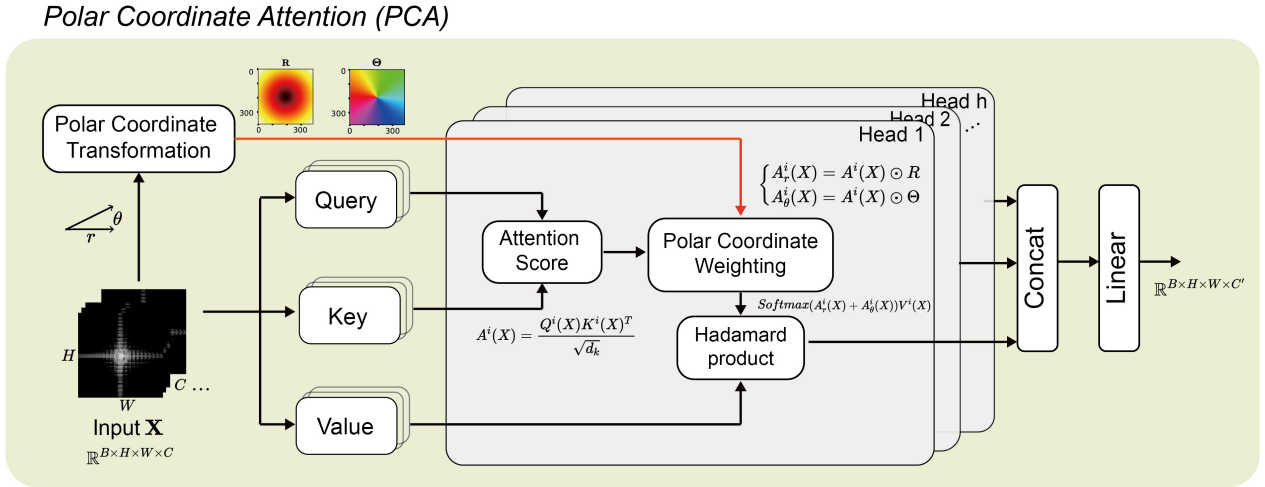 Polar Coordinate Attention (PCA)
R
Θ
0
300
0
300
0
300
0
300
Polar Coordinate
Transformation
θ
r
Head h
Head 2 ...
Head 1
A_r^i(X) = A^i(X) ⊙ R
A_θ^i(X) = A^i(X) ⊙ Θ
Query
Key
Value
Attention
Score
A^i(X) = Q^i(X)K^i(X)^T / √d_k
Polar Coordinate
Weighting
Softmax(A_r^i(X) + A_θ^i(X))V^i(X)
Hadamard
product
Concat
Linear
ℝ^{B×H×W×C'}
H
W
C ...
Input X
ℝ^{B×H×W×C}